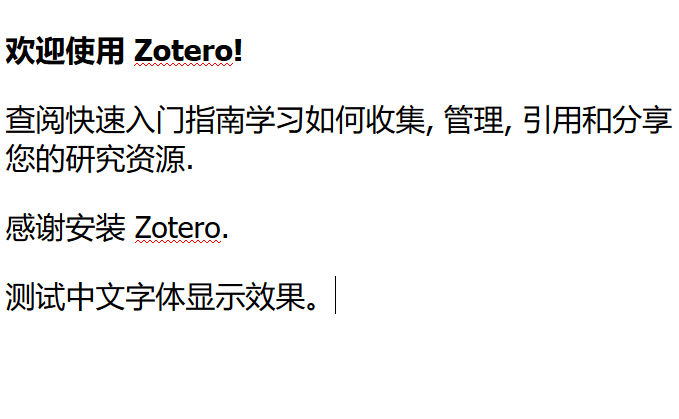 欢迎使用 Zotero!
查阅快速入门指南学习如何收集, 管理, 引用和分享
您的研究资源.
感谢安装 Zotero.
测试中文字体显示效果。